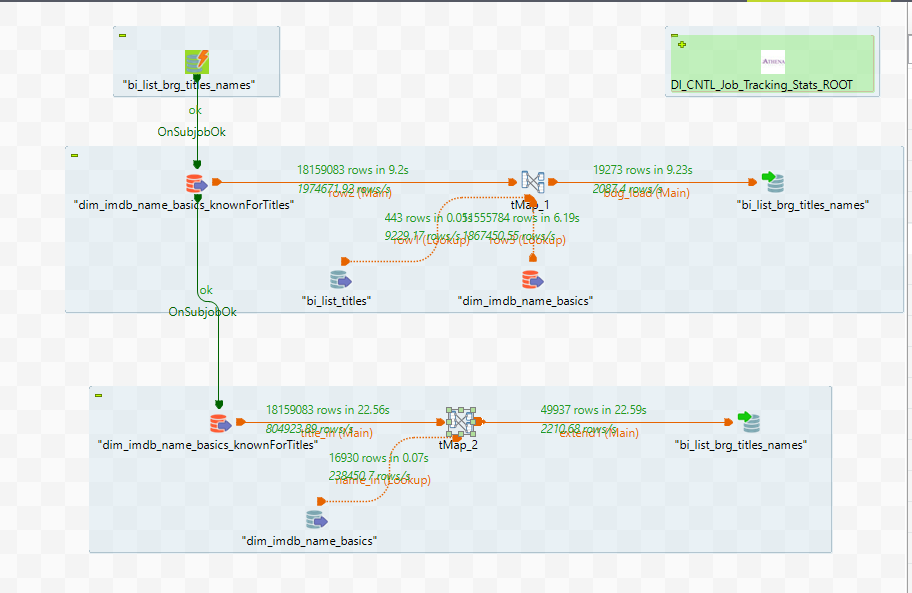 "bi_list_brg_titles_names"
ATHENA
DI_CNTL_Job_Tracking_Stats_ROOT
ok
OnSubjobOk
18159083 rows in 9.2s
1974671.92 rows/s
row2 (Main)
19273 rows in 9.23s
2087.4 rows/s
(Main)
"dim_imdb_name_basics_knownForTitles"
tMap_1
"bi_list_brg_titles_names"
443 rows in 0.05s
9229.17 rows/s
row1 (Lookup)
11555784 rows in 6.19s
1867450.55 rows/s
row3 (Lookup)
"bi_list_titles"
"dim_imdb_name_basics"
ok
OnSubjobOk
18159083 rows in 22.56s
804923.89 rows/s
title_in (Main)
49937 rows in 22.59s
2210.68 rows/s
extend1 (Main)
"dim_imdb_name_basics_knownForTitles"
tMap_2
"bi_list_brg_titles_names"
16930 rows in 0.07s
238450.7 rows/s
name_in (Lookup)
"dim_imdb_name_basics"